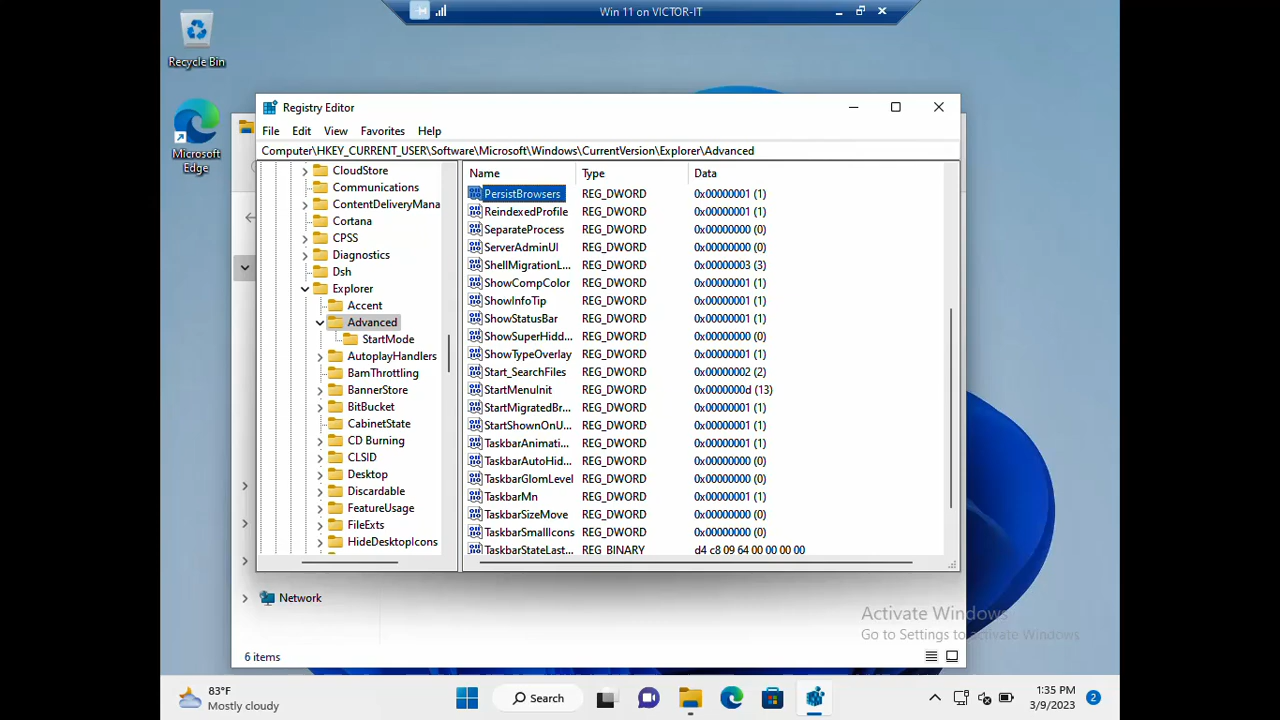 Win 11 on VICTOR-IT
Recycle Bin
Microsoft
Edge
Registry Editor
File Edit View Favorites Help
Computer\HKEY_CURRENT_USER\Software\Microsoft\Windows\CurrentVersion\Explorer\Advanced
CloudStore
Communications
ContentDeliveryMana
Cortana
CPSS
Diagnostics
Dsh
Explorer
Accent
Advanced
StartMode
AutoplayHandlers
BamThrottling
BannerStore
BitBucket
CabinetState
CD Burning
CLSID
Desktop
Discardable
FeatureUsage
FileExts
HideDesktopIcons
Name Type Data
PersistBrowsers REG_DWORD 0x00000001 (1)
ReindexedProfile REG_DWORD 0x00000001 (1)
SeparateProcess REG_DWORD 0x00000000 (0)
ServerAdminUI REG_DWORD 0x00000000 (0)
ShellMigrationL... REG_DWORD 0x00000003 (3)
ShowCompColor REG_DWORD 0x00000001 (1)
ShowInfoTip REG_DWORD 0x00000001 (1)
ShowStatusBar REG_DWORD 0x00000001 (1)
ShowSuperHidd... REG_DWORD 0x00000000 (0)
ShowTypeOverlay REG_DWORD 0x00000001 (1)
Start_SearchFiles REG_DWORD 0x00000002 (2)
StartMenuInit REG_DWORD 0x0000000d (13)
StartMigratedBr... REG_DWORD 0x00000001 (1)
StartShownOnU... REG_DWORD 0x00000001 (1)
TaskbarAnimati... REG_DWORD 0x00000001 (1)
TaskbarAutoHid... REG_DWORD 0x00000000 (0)
TaskbarGlomLevel REG_DWORD 0x00000000 (0)
TaskbarMn REG_DWORD 0x00000001 (1)
TaskbarSizeMove REG_DWORD 0x00000000 (0)
TaskbarSmallIcons REG_DWORD 0x00000000 (0)
TaskbarStateLast... REG_BINARY d4 c8 09 64 00 00 00 00
Network
6 items
Activate Windows
Go to Settings to activate Windows
83°F
Mostly cloudy
Search
1:35 PM
3/9/2023
2